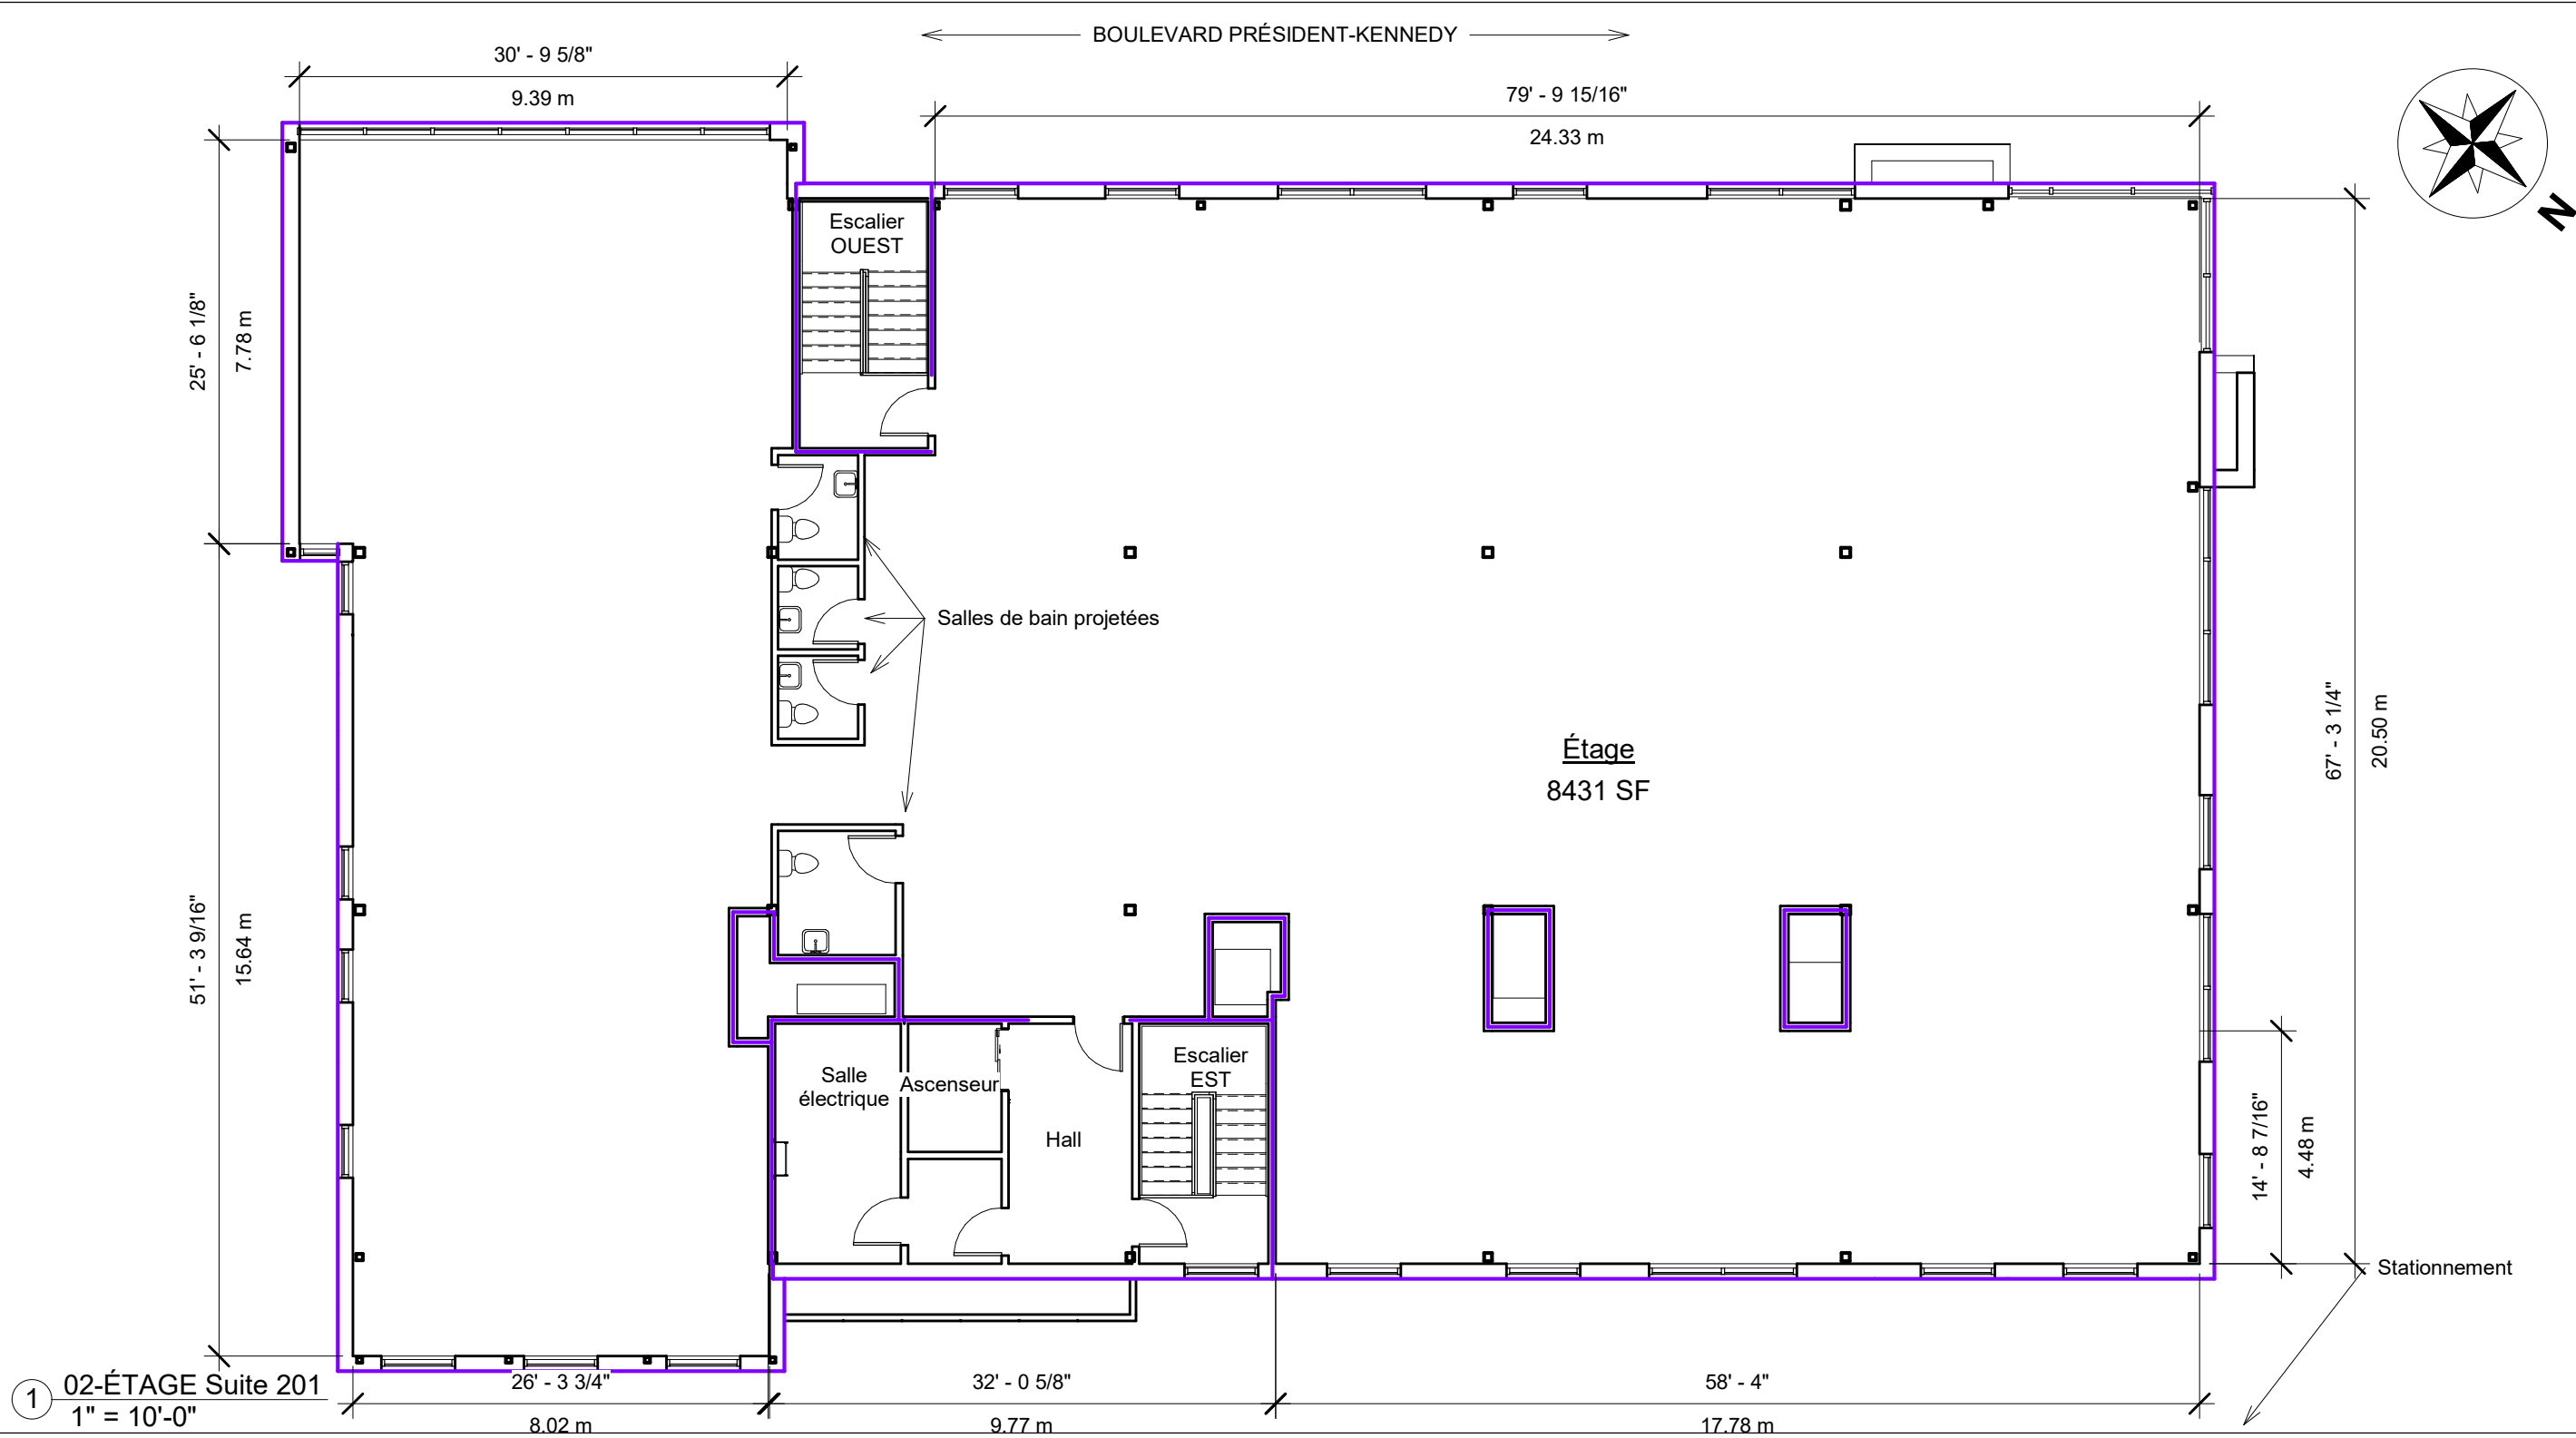 BOULEVARD PRÉSIDENT-KENNEDY
30' - 9 5/8"
9.39 m
79' - 9 15/16"
24.33 m
N
Escalier
OUEST
25' - 6 1/8"
7.78 m
Salles de bain projetées
Étage
8431 SF
67' - 3 1/4"
20.50 m
51' - 3 9/16"
15.64 m
Salle
électrique
Ascenseur
Hall
Escalier
EST
14' - 8 7/16"
4.48 m
Stationnement
1
02-ÉTAGE Suite 201
1" = 10'-0"
26' - 3 3/4"
8.02 m
32' - 0 5/8"
9.77 m
58' - 4"
17.78 m